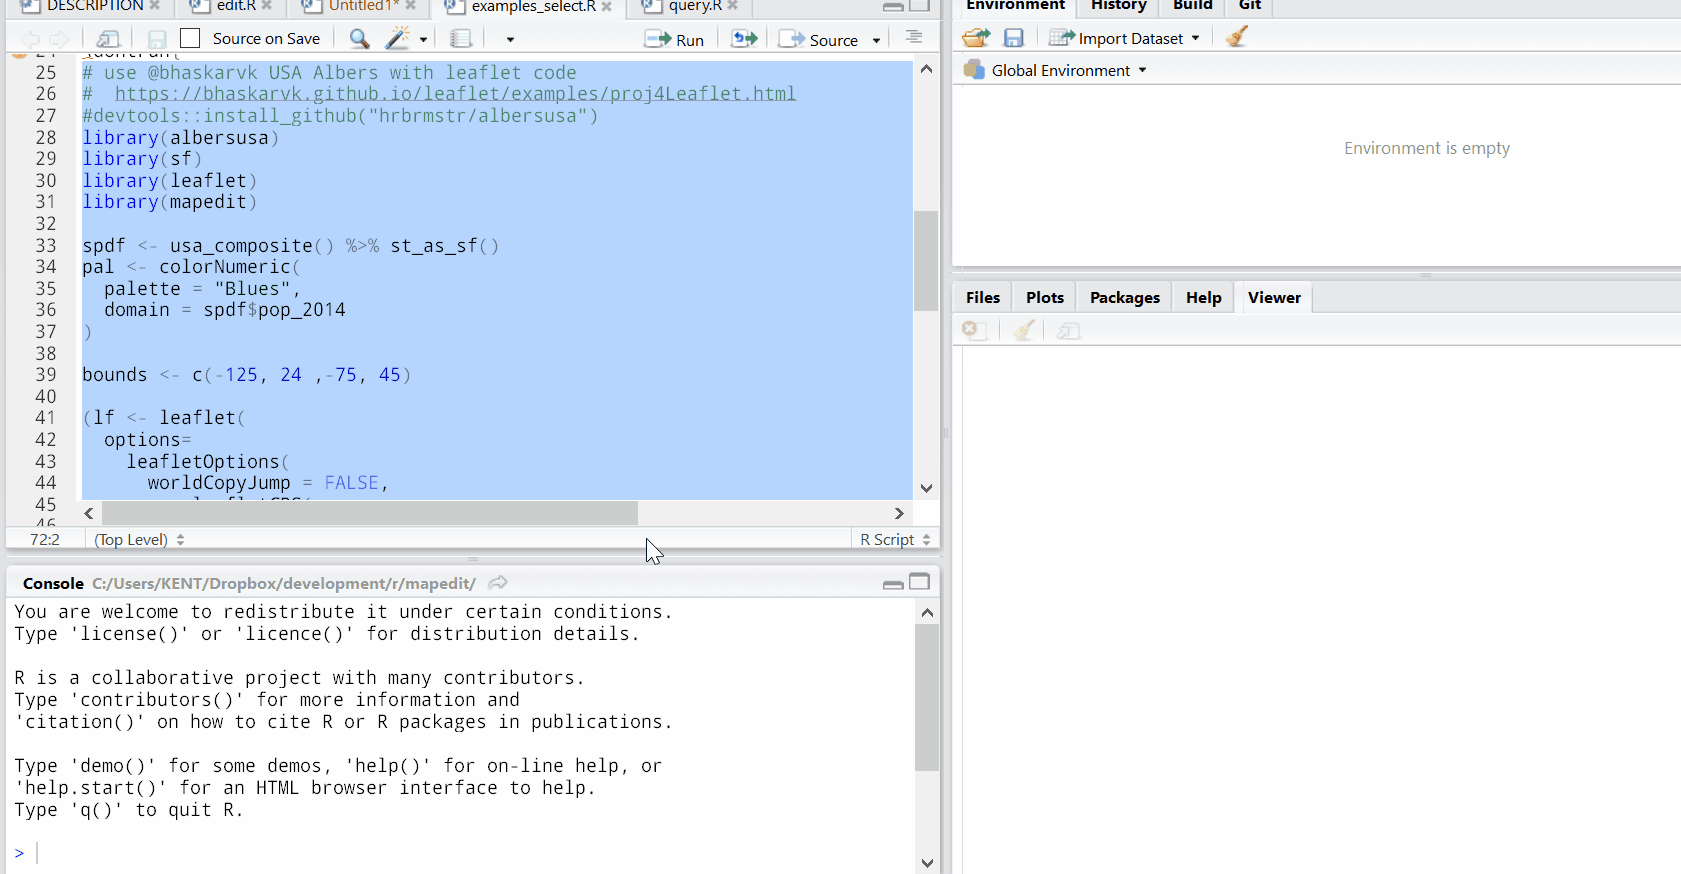 DESCRIPTION edit.R Untitled1* examples_select.R query.R
Source on Save Run Source
25 # use @bhaskarvk USA Albers with leaflet code
26 #  https://bhaskarvk.github.io/leaflet/examples/proj4Leaflet.html
27 #devtools::install_github("hrbrmstr/albersusa")
28 library(albersusa)
29 library(sf)
30 library(leaflet)
31 library(mapedit)
32
33 spdf <- usa_composite() %>% st_as_sf()
34 pal <- colorNumeric(
35   palette = "Blues",
36   domain = spdf$pop_2014
37 )
38
39 bounds <- c(-125, 24 ,-75, 45)
40
41 (lf <- leaflet(
42   options=
43     leafletOptions(
44       worldCopyJump = FALSE,
45
46
72:2 (Top Level) R Script
Console C:/Users/KENT/Dropbox/development/r/mapedit/
You are welcome to redistribute it under certain conditions.
Type 'license()' or 'licence()' for distribution details.
R is a collaborative project with many contributors.
Type 'contributors()' for more information and
'citation()' on how to cite R or R packages in publications.
Type 'demo()' for some demos, 'help()' for on-line help, or
'help.start()' for an HTML browser interface to help.
Type 'q()' to quit R.
>
Environment History Build Git
Import Dataset
Global Environment
Environment is empty
Files Plots Packages Help Viewer